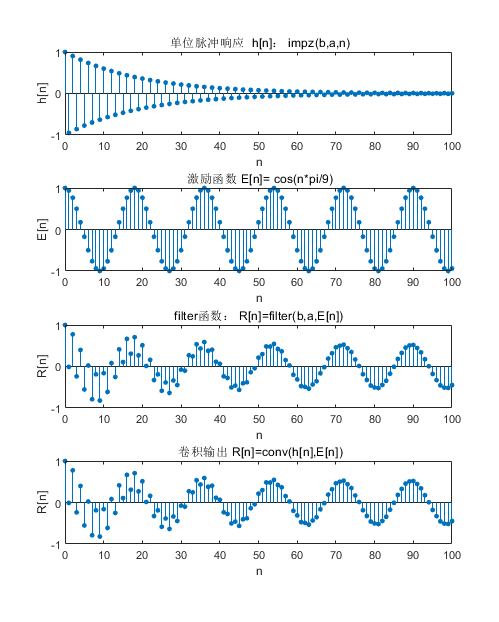 单位脉冲响应 h[n]： impz(b,a,n)
1
0
-1
h[n]
0 10 20 30 40 50 60 70 80 90 100
n
激励函数 E[n]= cos(n*pi/9)
1
0
-1
E[n]
0 10 20 30 40 50 60 70 80 90 100
n
filter函数： R[n]=filter(b,a,E[n])
1
0
-1
R[n]
0 10 20 30 40 50 60 70 80 90 100
n
卷积输出 R[n]=conv(h[n],E[n])
1
0
-1
R[n]
0 10 20 30 40 50 60 70 80 90 100
n